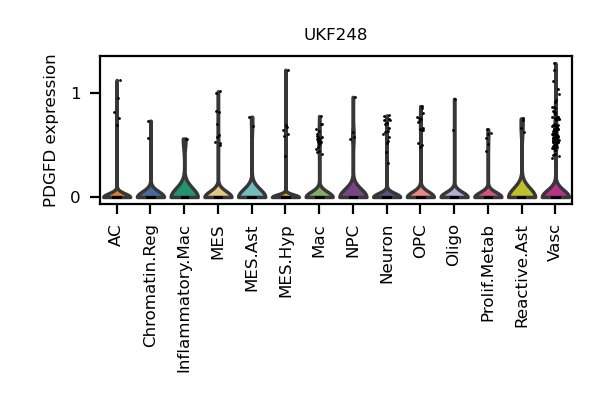 UKF248
PDGFD expression
1
0
AC
Chromatin.Reg
Inflammatory.Mac
MES
MES.Ast
MES.Hyp
Mac
NPC
Neuron
OPC
Oligo
Prolif.Metab
Reactive.Ast
Vasc